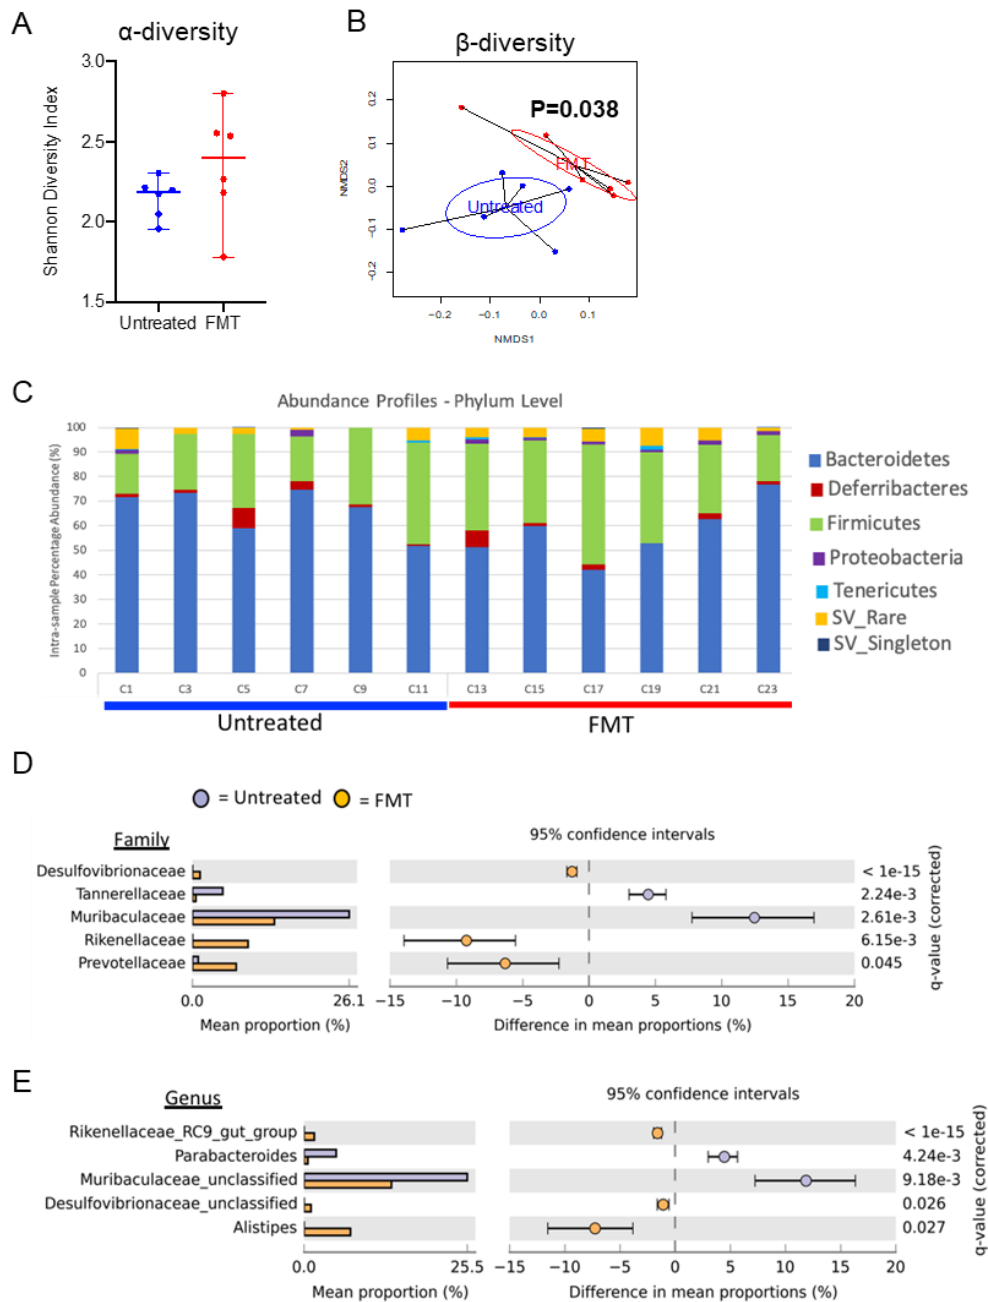 A
α-diversity
Shannon Diversity Index
3.0
2.5
2.0
1.5
Untreated
FMT
B
β-diversity
P=0.038
FMT
Untreated
NMDS2
0.2
0.1
0.0
−0.1
−0.2
−0.2
−0.1
0.0
0.1
NMDS1
C
Abundance Profiles - Phylum Level
Intra-sample Percentage Abundance (%)
100
90
80
70
60
50
40
30
20
10
0
C1
C3
C5
C7
C9
C11
C13
C15
C17
C19
C21
C23
Untreated
FMT
Bacteroidetes
Deferribacteres
Firmicutes
Proteobacteria
Tenericutes
SV_Rare
SV_Singleton
D
= Untreated
= FMT
Family
95% confidence intervals
Desulfovibrionaceae
< 1e-15
Tannerellaceae
2.24e-3
Muribaculaceae
2.61e-3
Rikenellaceae
6.15e-3
Prevotellaceae
0.045
q-value (corrected)
0.0
26.1
Mean proportion (%)
−15
−10
−5
0
5
10
15
20
Difference in mean proportions (%)
E
Genus
95% confidence intervals
Rikenellaceae_RC9_gut_group
< 1e-15
Parabacteroides
4.24e-3
Muribaculaceae_unclassified
9.18e-3
Desulfovibrionaceae_unclassified
0.026
Alistipes
0.027
q-value (corrected)
0.0
25.5
Mean proportion (%)
−15
−10
−5
0
5
10
15
20
Difference in mean proportions (%)